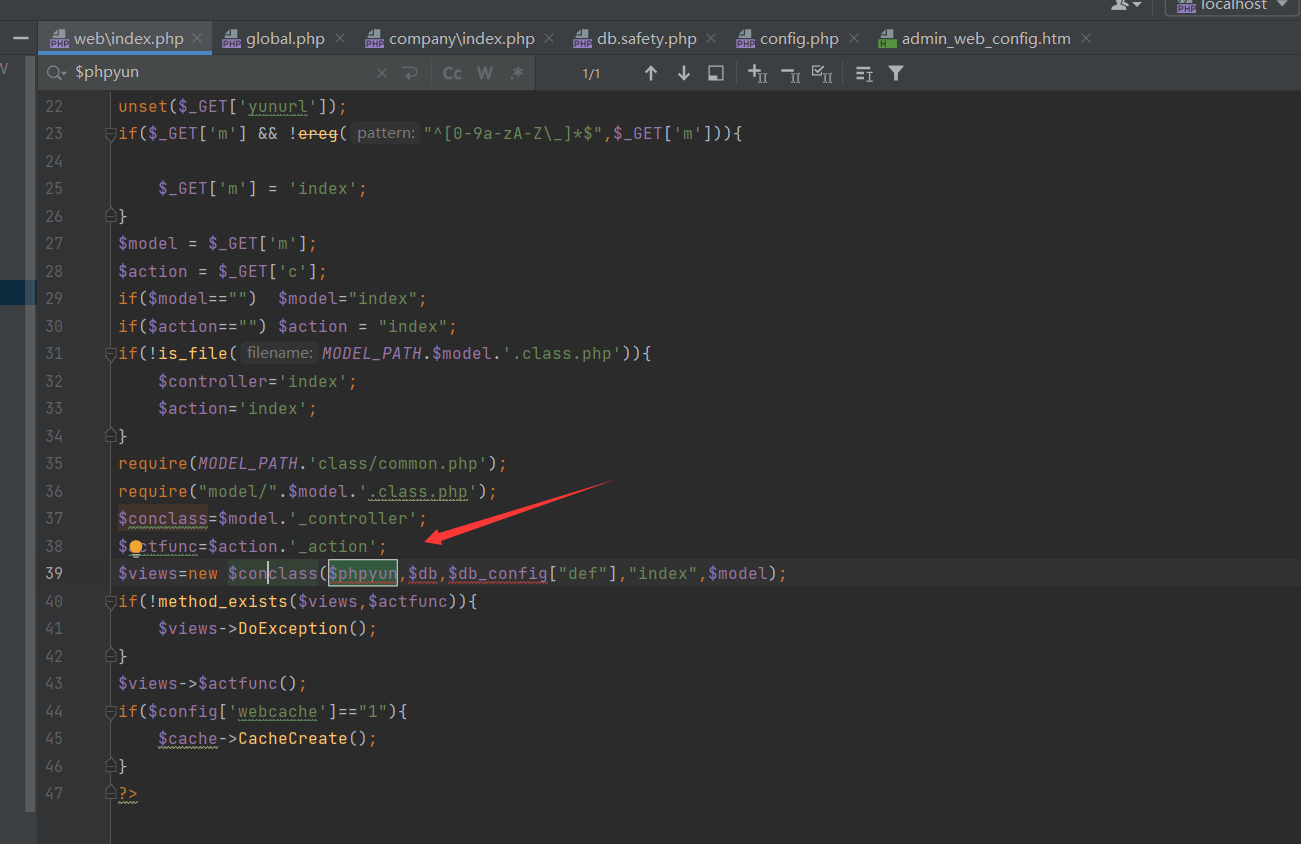 localhost
web\index.php
global.php
company\index.php
db.safety.php
config.php
admin_web_config.htm
$phpyun
Cc
W
.*
1/1
22 unset($_GET['yunurl']);
23 if($_GET['m'] && !ereg( pattern: "^[0-9a-zA-Z\_]*$",$_GET['m'])){
24
25 $_GET['m'] = 'index';
26 }
27 $model = $_GET['m'];
28 $action = $_GET['c'];
29 if($model=="")  $model="index";
30 if($action=="") $action = "index";
31 if(!is_file( filename: MODEL_PATH.$model.'.class.php')){
32 $controller='index';
33 $action='index';
34 }
35 require(MODEL_PATH.'class/common.php');
36 require("model/".$model.'.class.php');
37 $conclass=$model.'_controller';
38 $actfunc=$action.'_action';
39 $views=new $conclass($phpyun,$db,$db_config["def"],"index",$model);
40 if(!method_exists($views,$actfunc)){
41 $views->DoException();
42 }
43 $views->$actfunc();
44 if($config['webcache']=="1"){
45 $cache->CacheCreate();
46 }
47 ?>